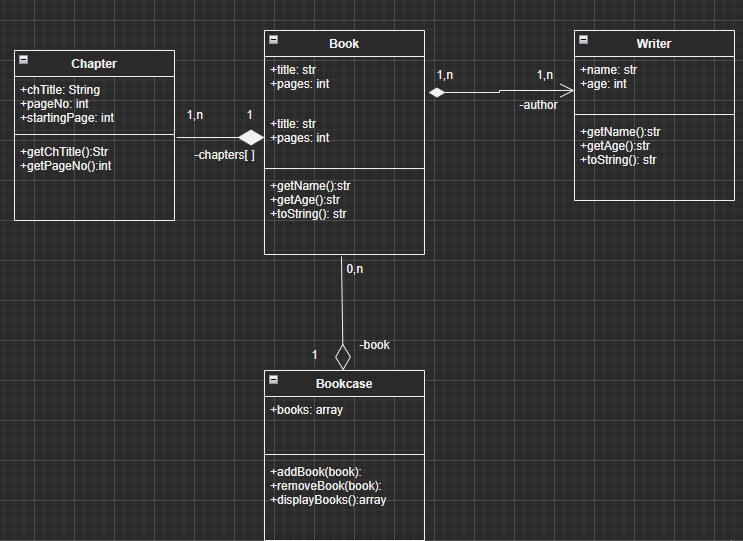 Chapter
+chTitle: String
+pageNo: int
+startingPage: int
+getChTitle():Str
+getPageNo():int
1,n
1
-chapters[ ]
Book
+title: str
+pages: int
+title: str
+pages: int
+getName():str
+getAge():str
+toString(): str
1,n
1,n
-author
Writer
+name: str
+age: int
+getName():str
+getAge():str
+toString(): str
0,n
-book
1
Bookcase
+books: array
+addBook(book):
+removeBook(book):
+displayBooks():array